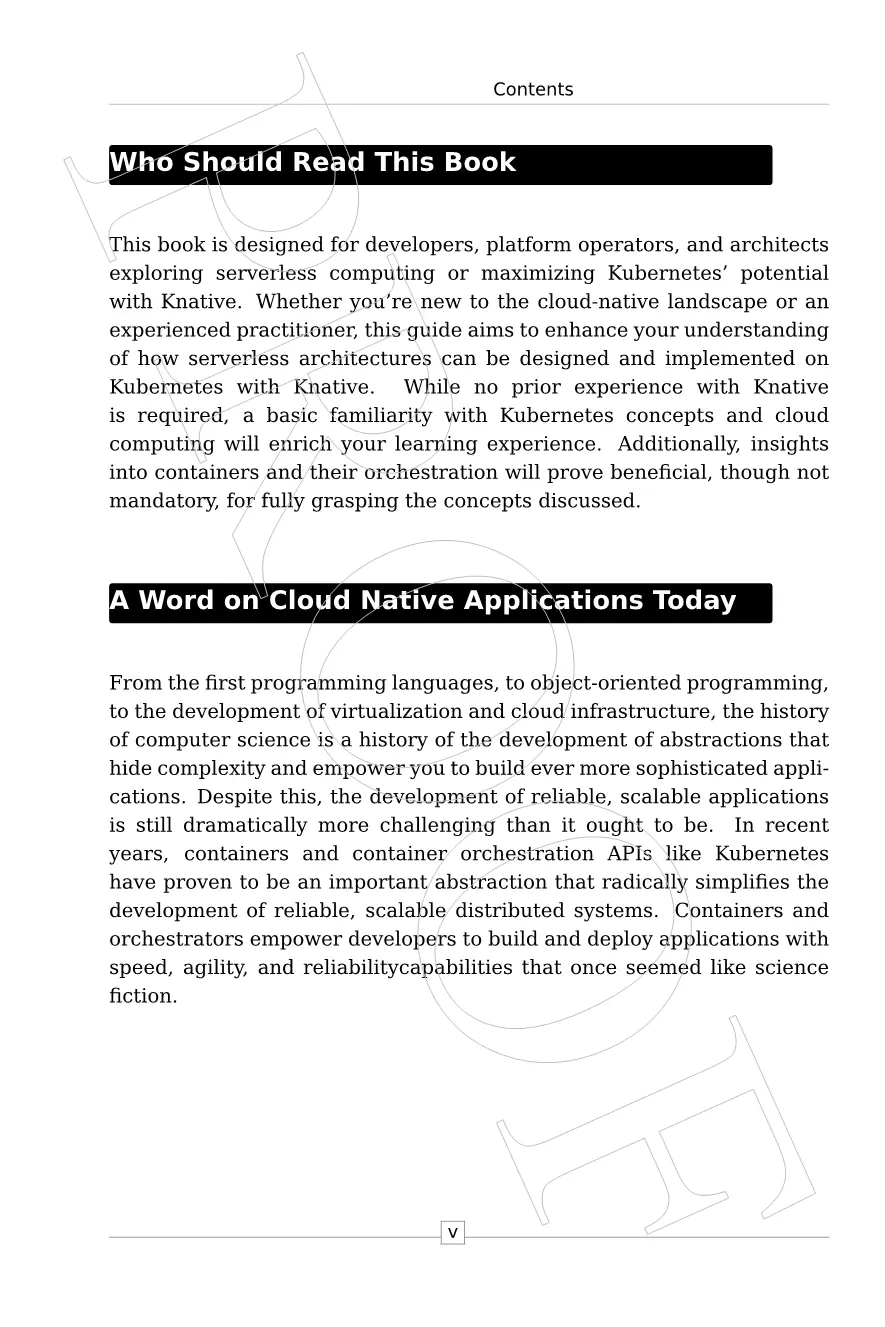 Contents
Who Should Read This Book
This book is designed for developers, platform operators, and architects
exploring serverless computing or maximizing Kubernetes’ potential
with Knative. Whether you’re new to the cloud-native landscape or an
experienced practitioner, this guide aims to enhance your understanding
of how serverless architectures can be designed and implemented on
Kubernetes with Knative. While no prior experience with Knative
is required, a basic familiarity with Kubernetes concepts and cloud
computing will enrich your learning experience. Additionally, insights
into containers and their orchestration will prove beneficial, though not
mandatory, for fully grasping the concepts discussed.
A Word on Cloud Native Applications Today
From the first programming languages, to object-oriented programming,
to the development of virtualization and cloud infrastructure, the history
of computer science is a history of the development of abstractions that
hide complexity and empower you to build ever more sophisticated appli-
cations. Despite this, the development of reliable, scalable applications
is still dramatically more challenging than it ought to be. In recent
years, containers and container orchestration APIs like Kubernetes
have proven to be an important abstraction that radically simplifies the
development of reliable, scalable distributed systems. Containers and
orchestrators empower developers to build and deploy applications with
speed, agility, and reliabilitycapabilities that once seemed like science
fiction.
v
PROOF